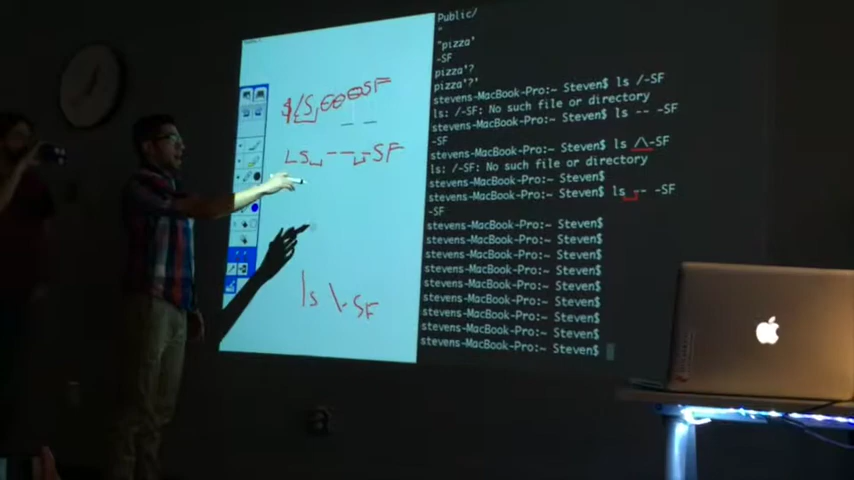 LS -- -SF
ls \-SF
Public/
"
"pizza'
-SF
pizza'?
pizza'?'
stevens-MacBook-Pro:~ Steven$ ls /-SF
ls: /-SF: No such file or directory
stevens-MacBook-Pro:~ Steven$ ls -- -SF
-SF
stevens-MacBook-Pro:~ Steven$ ls /-SF
ls: /-SF: No such file or directory
stevens-MacBook-Pro:~ Steven$
stevens-MacBook-Pro:~ Steven$ ls -- -SF
-SF
stevens-MacBook-Pro:~ Steven$
stevens-MacBook-Pro:~ Steven$
stevens-MacBook-Pro:~ Steven$
stevens-MacBook-Pro:~ Steven$
stevens-MacBook-Pro:~ Steven$
stevens-MacBook-Pro:~ Steven$
stevens-MacBook-Pro:~ Steven$
stevens-MacBook-Pro:~ Steven$
stevens-MacBook-Pro:~ Steven$